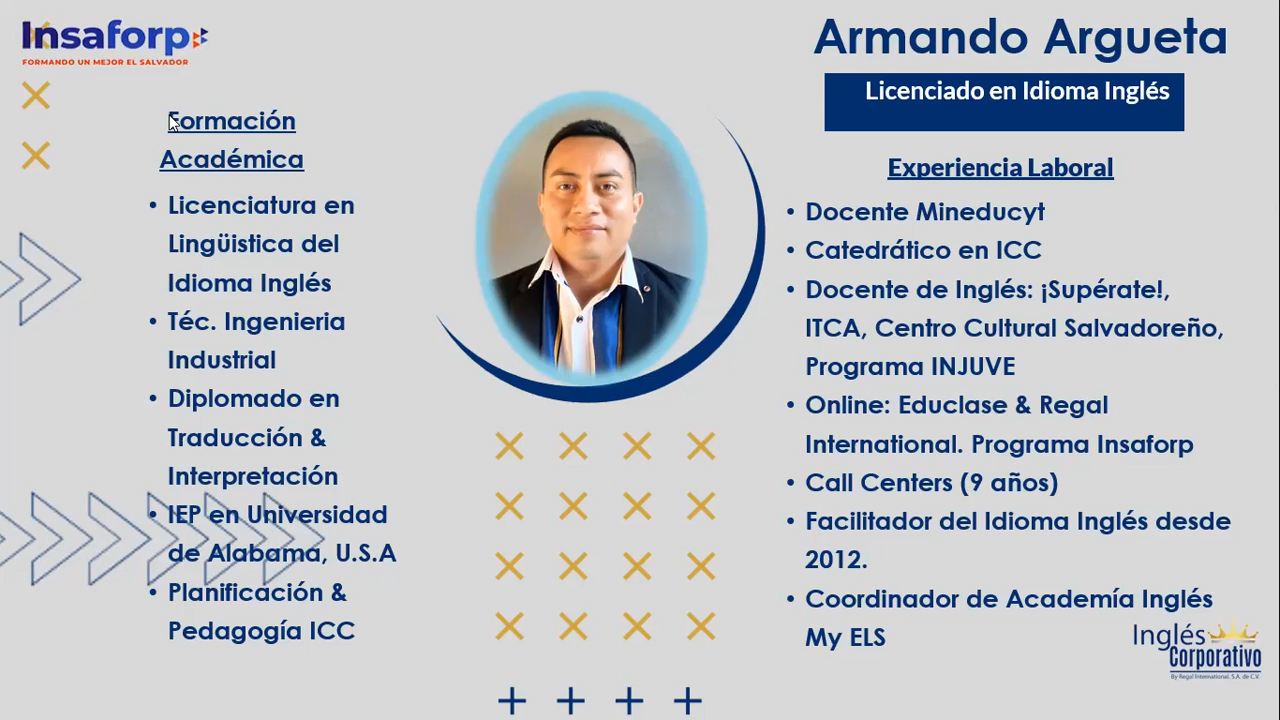 Insaforp
FORMANDO UN MEJOR EL SALVADOR
Formación
Académica
• Licenciatura en
Lingüistica del
Idioma Inglés
• Téc. Ingenieria
Industrial
• Diplomado en
Traducción &
Interpretación
• IEP en Universidad
de Alabama, U.S.A
• Planificación &
Pedagogía ICC
Armando Argueta
Licenciado en Idioma Inglés
Experiencia Laboral
• Docente Mineducyt
• Catedrático en ICC
• Docente de Inglés: ¡Supérate!,
ITCA, Centro Cultural Salvadoreño,
Programa INJUVE
• Online: Educlase & Regal
International. Programa Insaforp
• Call Centers (9 años)
• Facilitador del Idioma Inglés desde
2012.
• Coordinador de Academía Inglés
My ELS
Inglés
Corporativo
By Regal International, S.A. de C.V.